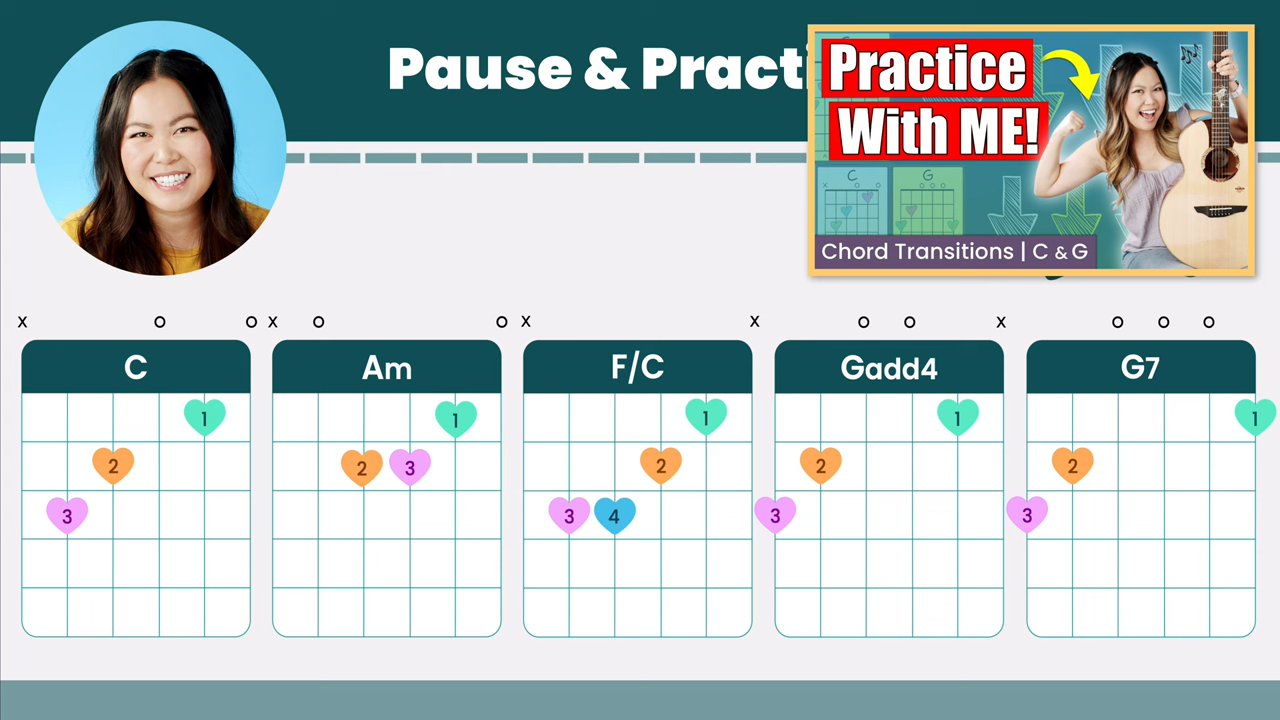 Pause & Practi
Practice
With ME!
C G
x o o o
Chord Transitions | C & G
x o o x o o x x o o x o o o
C Am F/C Gadd4 G7
1 1 1 1 1
2 2 3 2 2 2
3 3 4 3 3